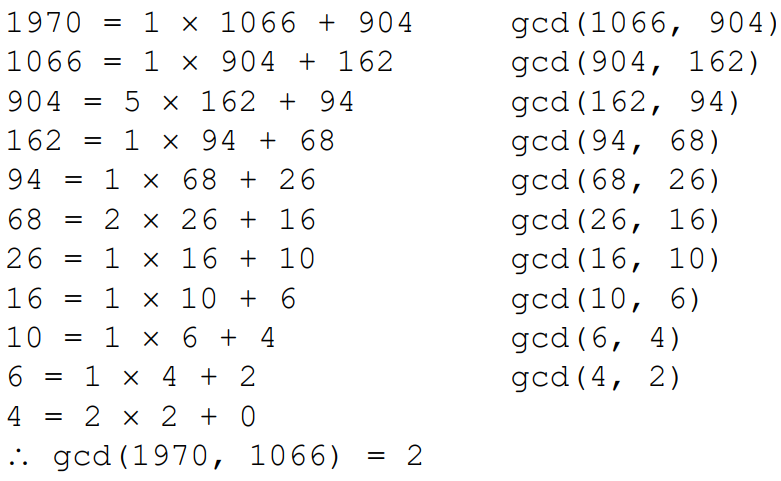 1970 = 1 × 1066 + 904 gcd(1066, 904)
1066 = 1 × 904 + 162 gcd(904, 162)
904 = 5 × 162 + 94 gcd(162, 94)
162 = 1 × 94 + 68 gcd(94, 68)
94 = 1 × 68 + 26 gcd(68, 26)
68 = 2 × 26 + 16 gcd(26, 16)
26 = 1 × 16 + 10 gcd(16, 10)
16 = 1 × 10 + 6 gcd(10, 6)
10 = 1 × 6 + 4 gcd(6, 4)
6 = 1 × 4 + 2 gcd(4, 2)
4 = 2 × 2 + 0
∴ gcd(1970, 1066) = 2